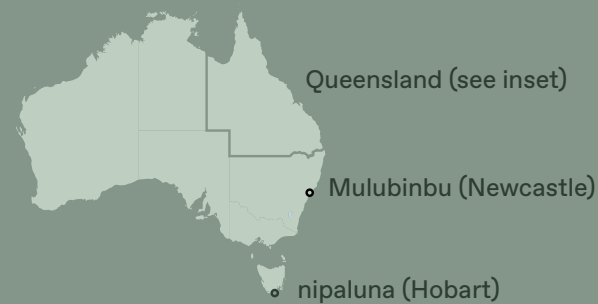 Queensland (see inset)
Mulubinbu (Newcastle)
nipaluna (Hobart)